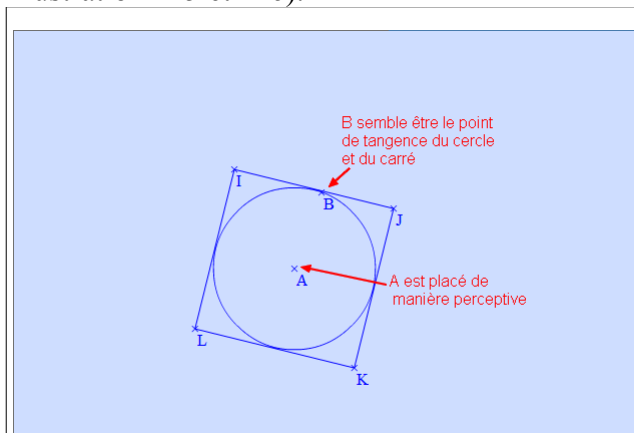 B semble être le point
de tangence du cercle
et du carré
I
B
J
A
A est placé de
manière perceptive
L
K